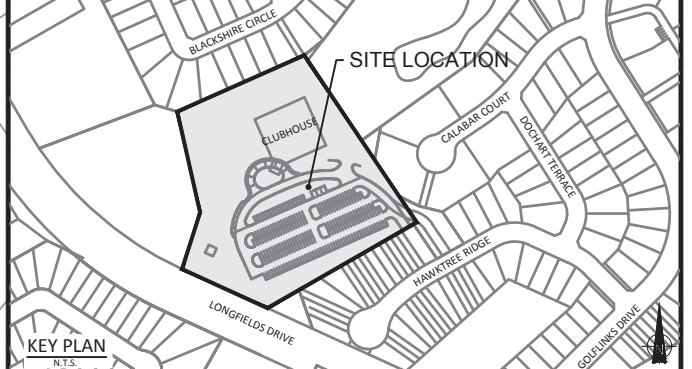 BLACKSHIRE CIRCLE
SITE LOCATION
CLUBHOUSE
CALABAR COURT
DOCHART TERRACE
HAWKTREE RIDGE
LONGFIELDS DRIVE
GOLFLINKS DRIVE
KEY PLAN
N.T.S.